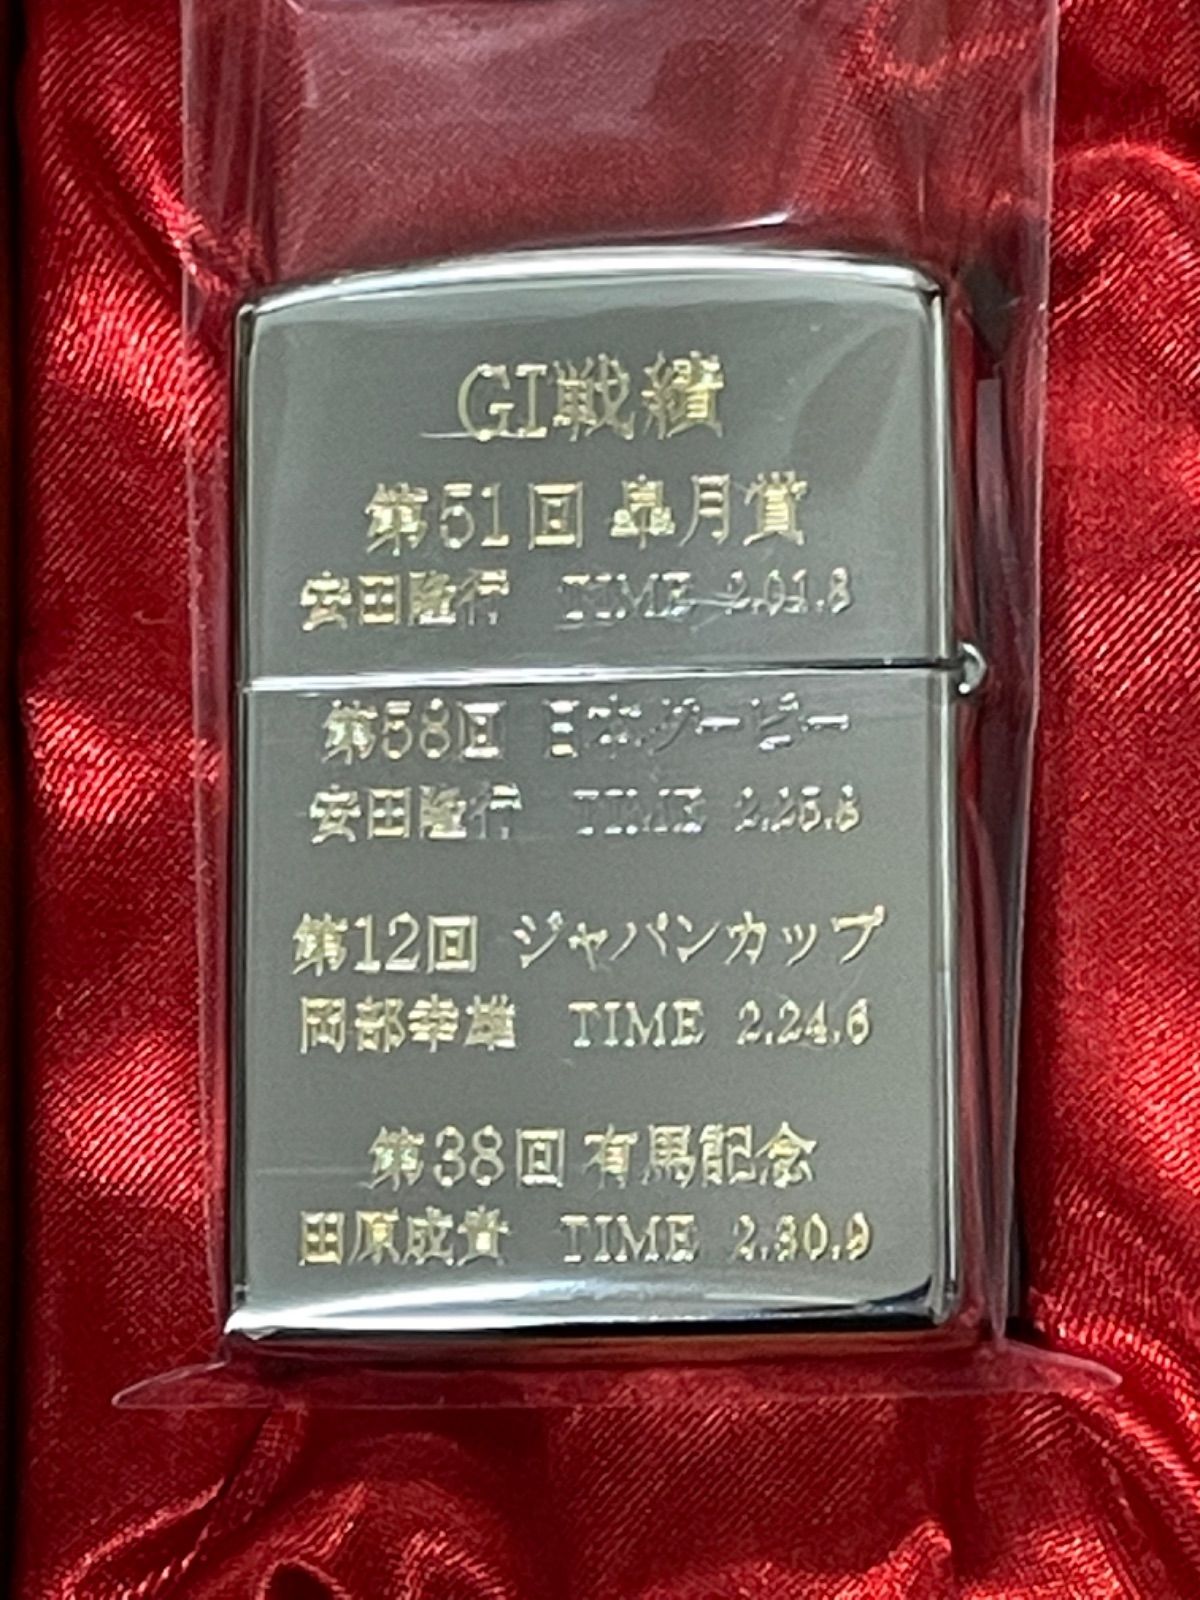 GI戦績
第51回 皐月賞
安田隆行 TIME 2.01.8
第58回 日本ダービー
安田隆行 TIME 2.25.8
第12回 ジャパンカップ
岡部幸雄 TIME 2.24.6
第38回 有馬記念
田原成貴 TIME 2.30.9